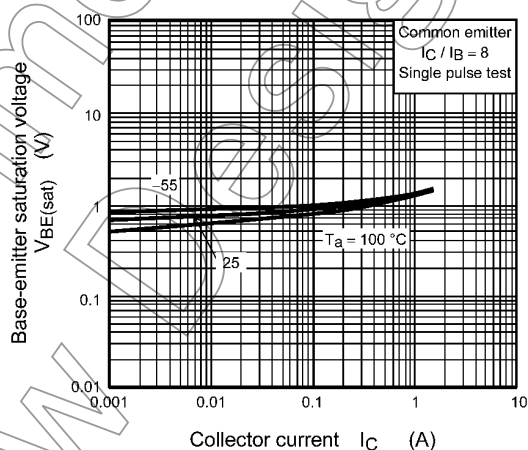 Common emitter
IC / IB = 8
Single pulse test
Base-emitter saturation voltage
VBE(sat) (V)
100
10
1
0.1
0.01
−55
Ta = 100 °C
25
0.001
0.01
0.1
1
10
Collector current IC (A)